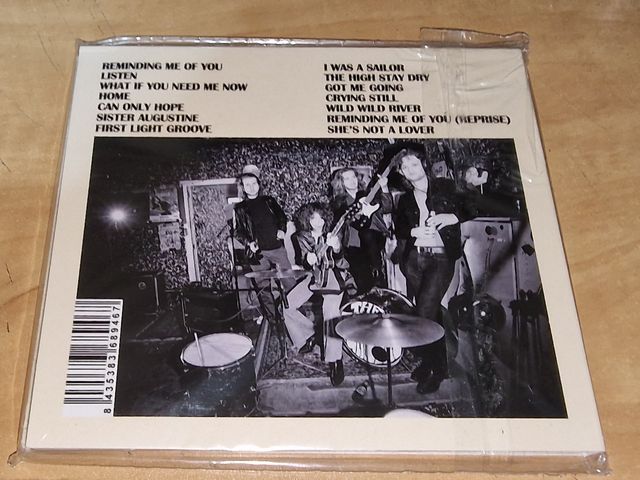 REMINDING ME OF YOU
LISTEN
WHAT IF YOU NEED ME NOW
HOME
CAN ONLY HOPE
SISTER AUGUSTINE
FIRST LIGHT GROOVE
I WAS A SAILOR
THE HIGH STAY DRY
GOT ME GOING
CRYING STILL
WILD WILD RIVER
REMINDING ME OF YOU (REPRISE)
SHE'S NOT A LOVER
THE
8 435383 689467